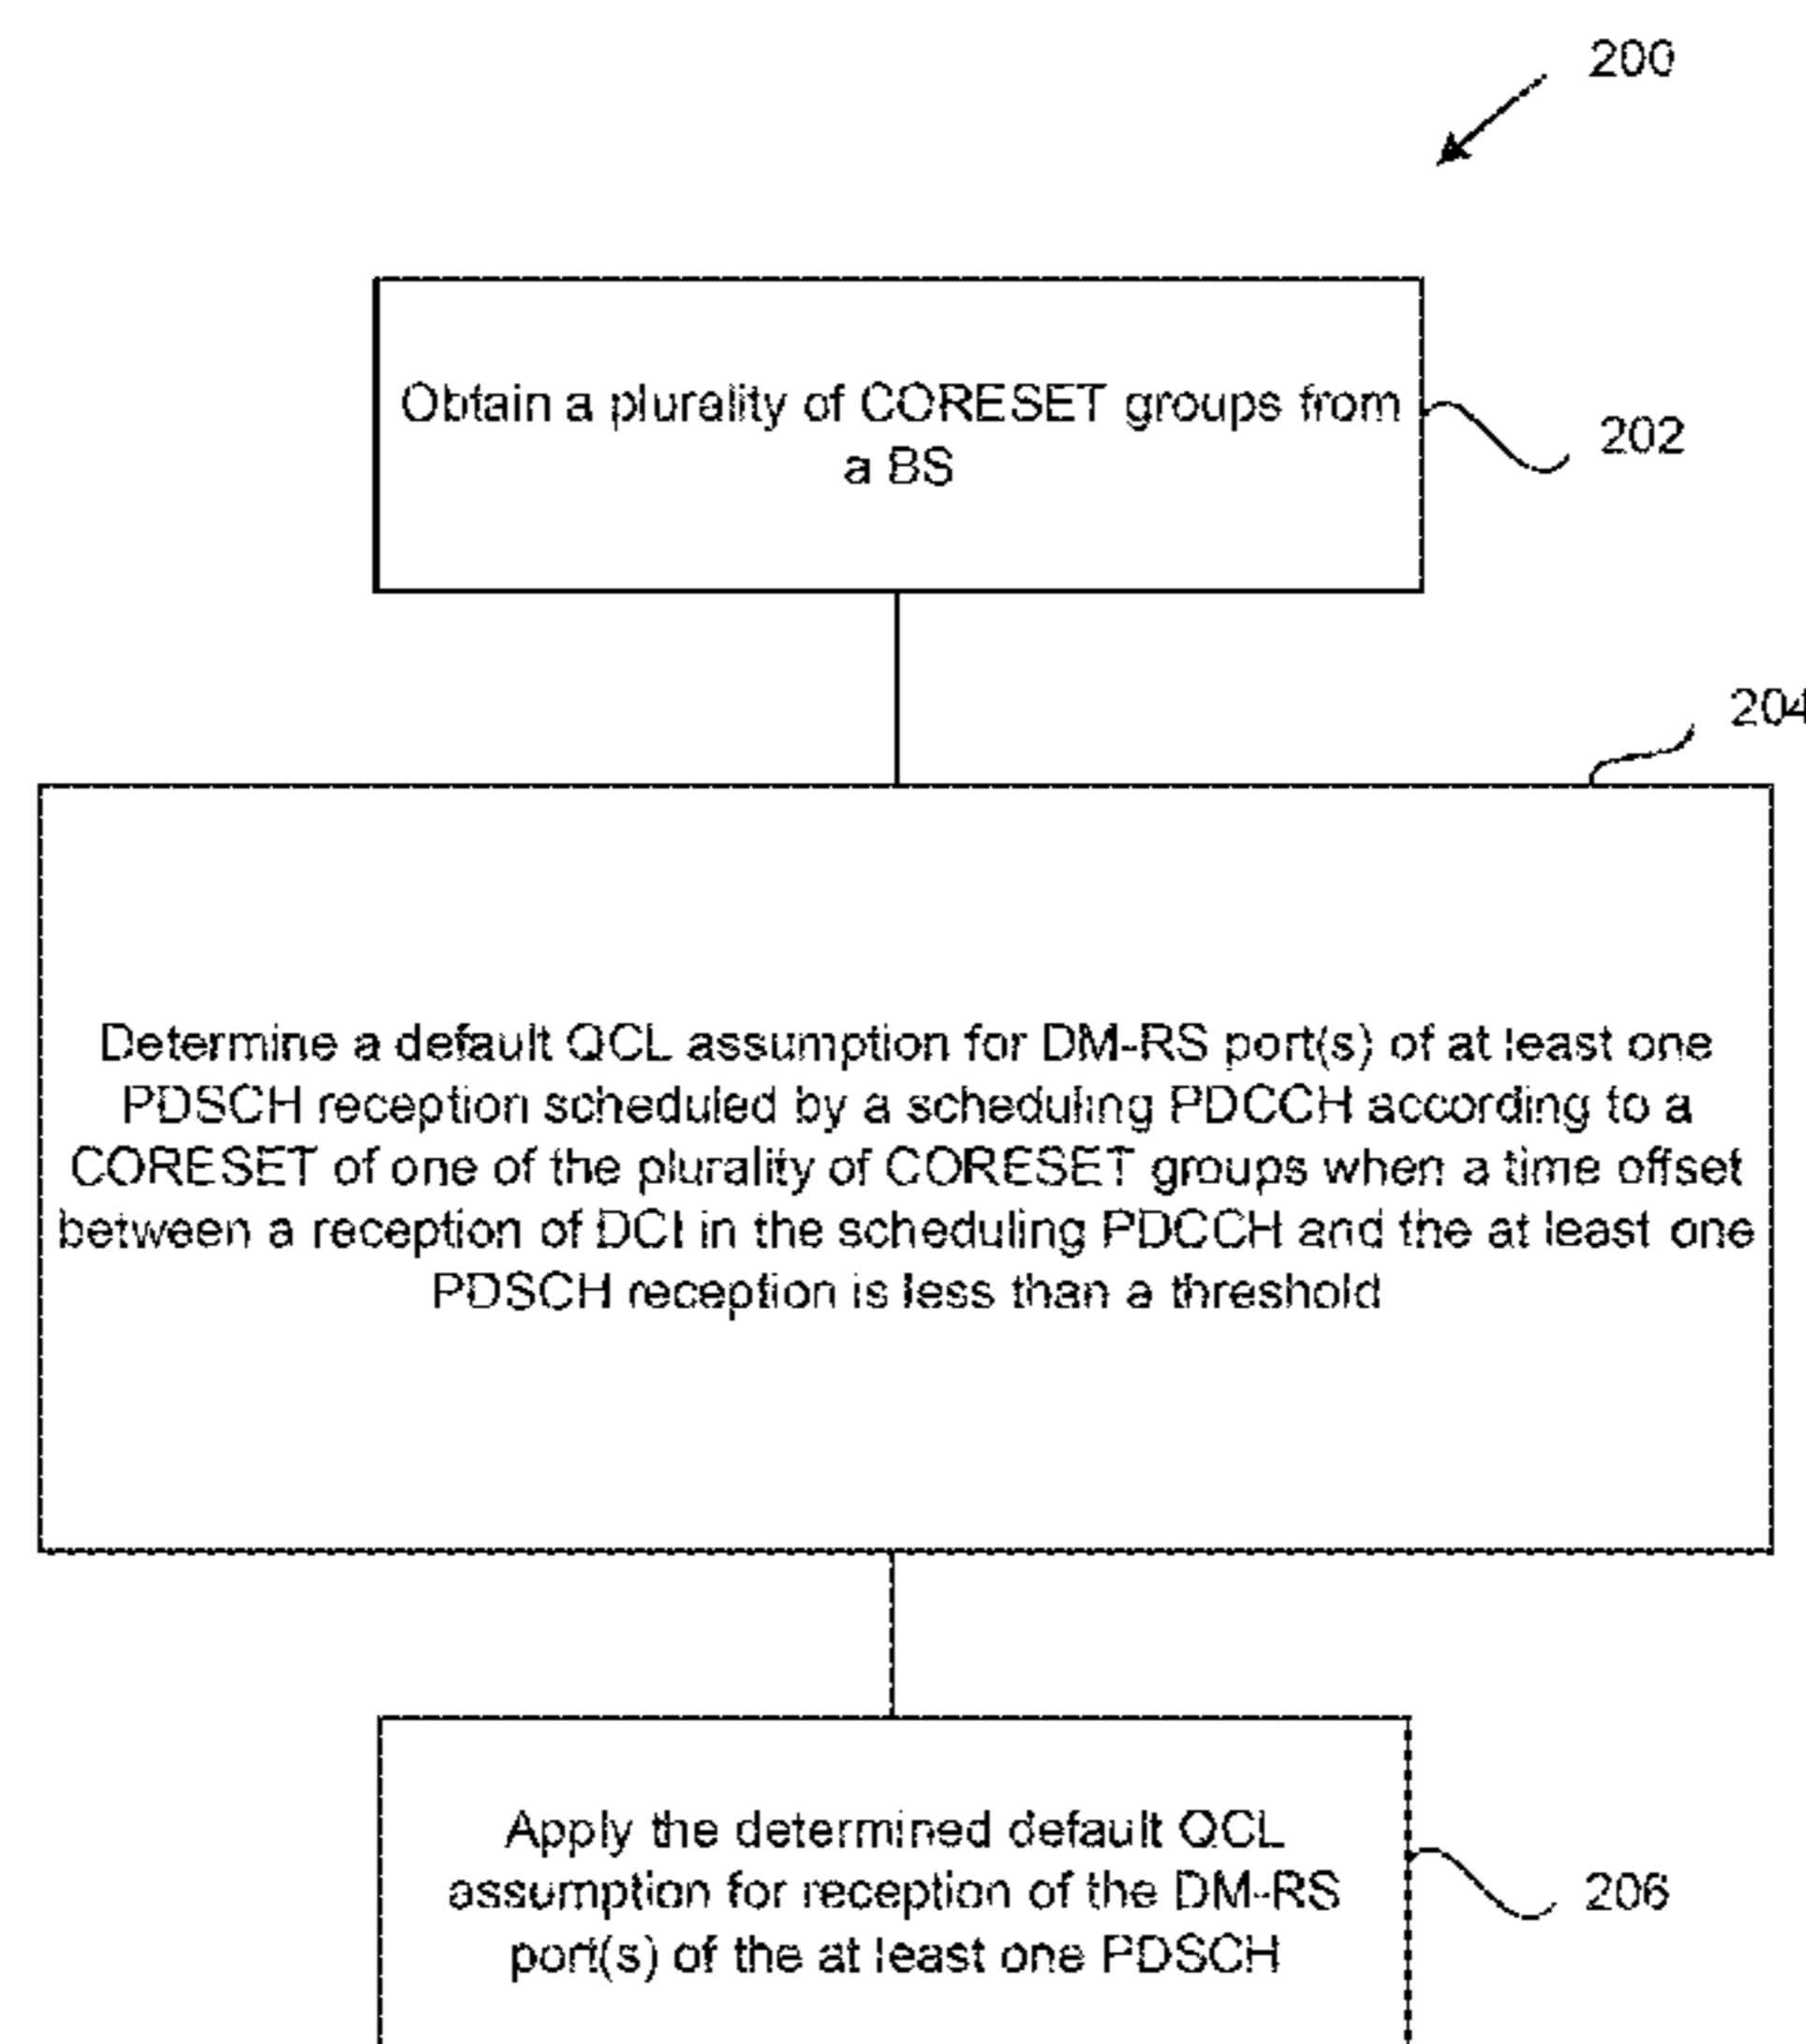 200
Obtain a plurality of CORESET groups from
a BS
202
204
Determine a default QCL assumption for DM-RS port(s) of at least one
PDSCH reception scheduled by a scheduling PDCCH according to a
CORESET of one of the plurality of CORESET groups when a time offset
between a reception of DCI in the scheduling PDCCH and the at least one
PDSCH reception is less than a threshold
Apply the determined default QCL
assumption for reception of the DM-RS
port(s) of the at least one PDSCH
206